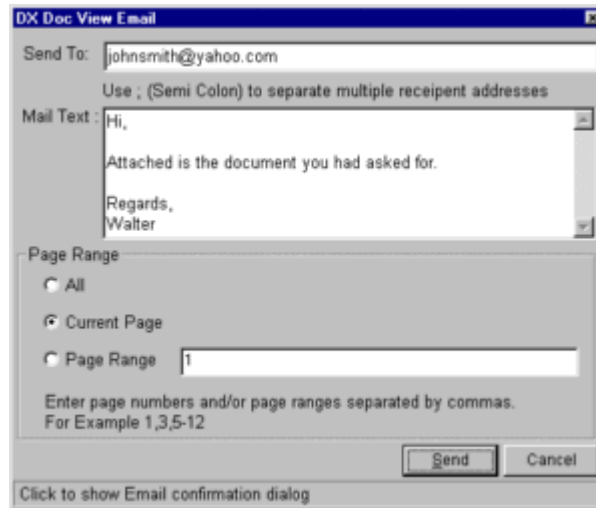 DX Doc View Email
Send To: johnsmith@yahoo.com
Use ; (Semi Colon) to separate multiple receipent addresses
Mail Text : Hi,
Attached is the document you had asked for.
Regards,
Walter
Page Range
All
Current Page
Page Range 1
Enter page numbers and/or page ranges separated by commas.
For Example 1,3,5-12
Send Cancel
Click to show Email confirmation dialog